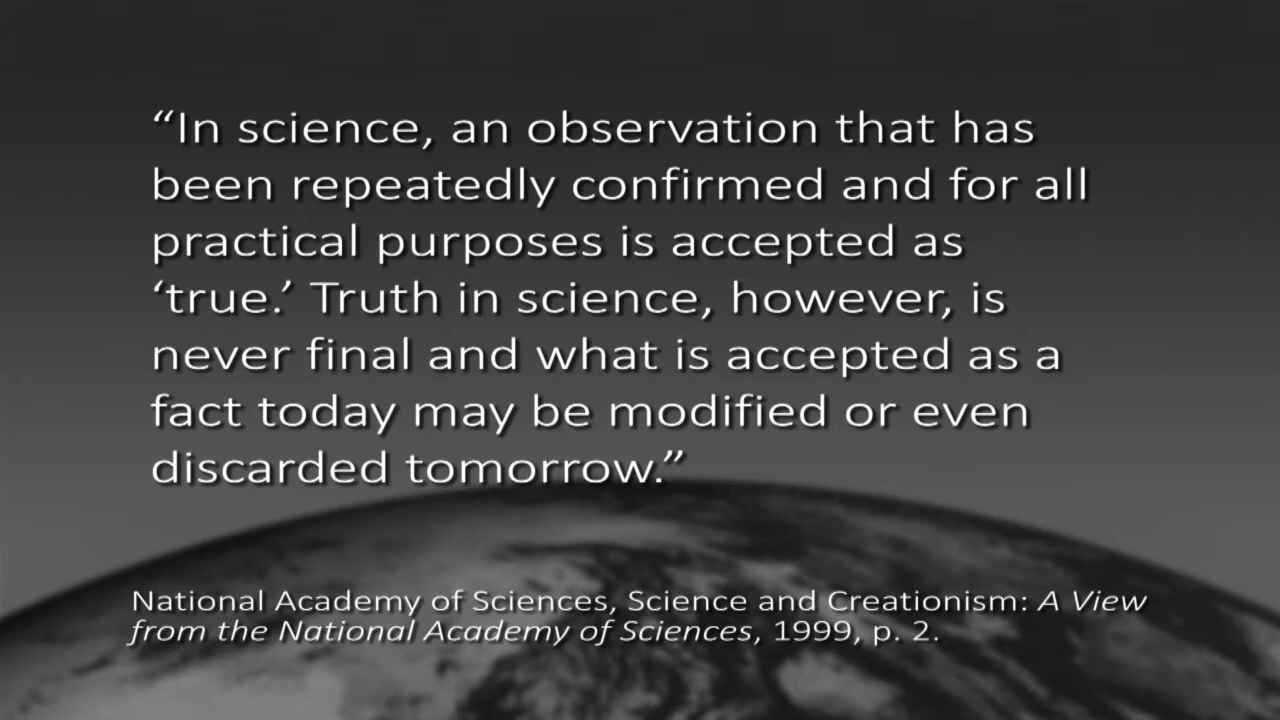 “In science, an observation that has
been repeatedly confirmed and for all
practical purposes is accepted as
‘true.’ Truth in science, however, is
never final and what is accepted as a
fact today may be modified or even
discarded tomorrow.”
National Academy of Sciences, Science and Creationism: A View
from the National Academy of Sciences, 1999, p. 2.